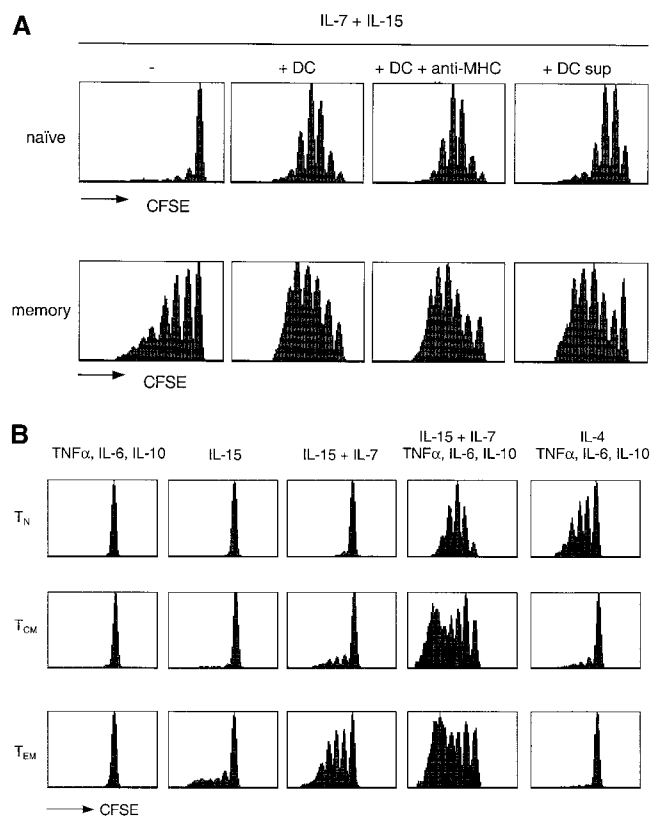 A
IL-7 + IL-15
- + DC + DC + anti-MHC + DC sup
naïve
CFSE
memory
CFSE
B
TNFα, IL-6, IL-10 IL-15 IL-15 + IL-7 IL-15 + IL-7 IL-4
TNFα, IL-6, IL-10 TNFα, IL-6, IL-10
TN
TCM
TEM
CFSE